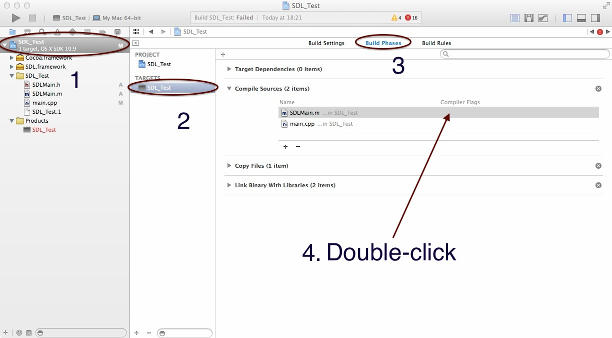 SDL_Test
SDL_Test
My Mac 64-bit
Build SDL_Test: Failed
Today at 18:21
4
16
SDL_Test
SDL_Test
1 target, OS X SDK 10.9
M
Cocoa.framework
SDL.framework
SDL_Test
SDLMain.h
A
SDLMain.m
A
main.cpp
M
SDL_Test.1
Products
SDL_Test
1
PROJECT
SDL_Test
TARGETS
SDL_Test
2
Build Settings
Build Phases
Build Rules
3
Target Dependencies (0 items)
Compile Sources (2 items)
Name
Compiler Flags
SDLMain.m ...in SDL_Test
main.cpp ...in SDL_Test
+ −
Copy Files (1 item)
Link Binary With Libraries (2 items)
4. Double-click